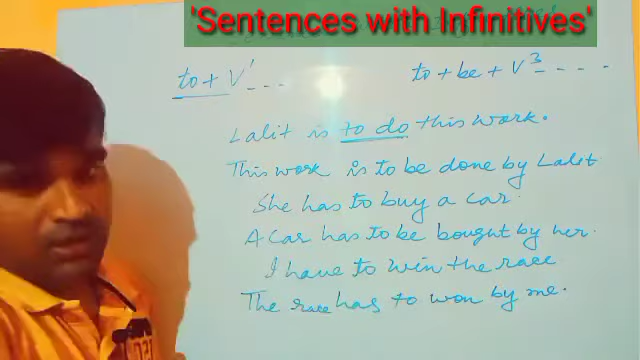 'Sentences with Infinitives'
to + V¹ - - -
to + be + V³ - - - -
Lalit is to do this work.
This work is to be done by Lalit
She has to buy a car.
A car has to be bought by her.
I have to win the race
The race has to won by me.